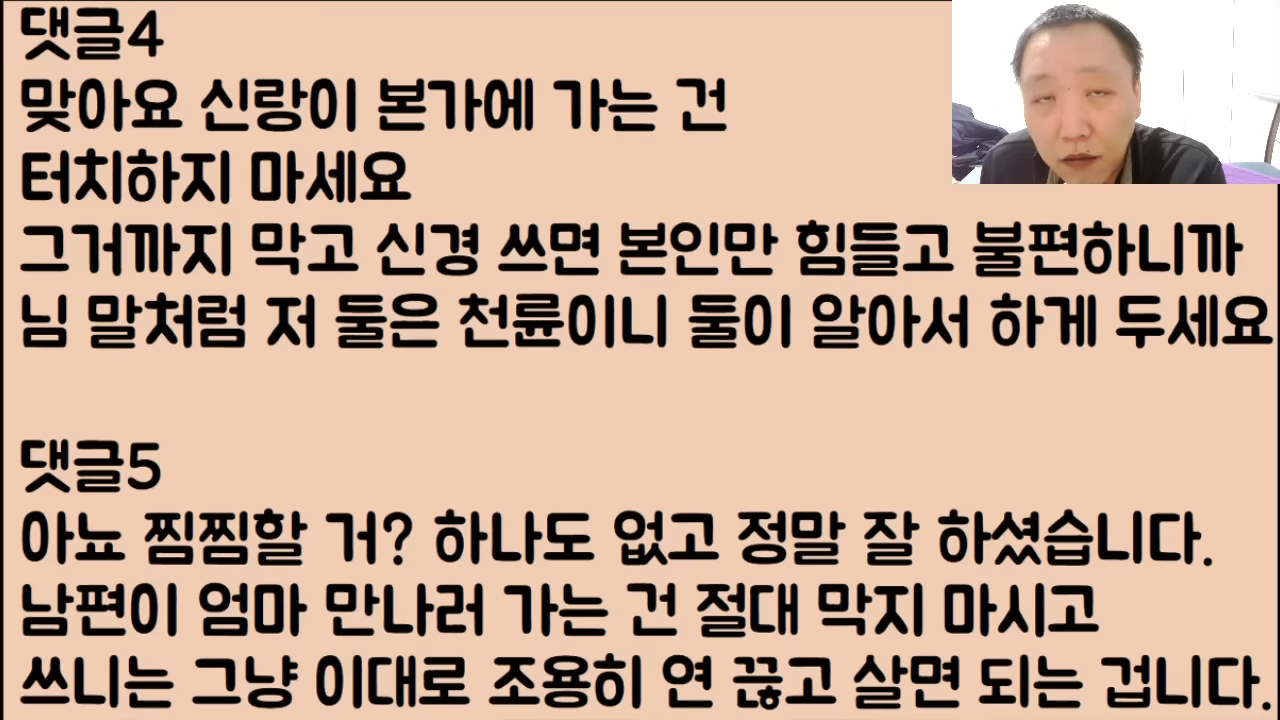 댓글4
맞아요 신랑이 본가에 가는 건
터치하지 마세요
그거까지 막고 신경 쓰면 본인만 힘들고 불편하니까
님 말처럼 저 둘은 천륜이니 둘이 알아서 하게 두세요
댓글5
아뇨 찜찜할 거? 하나도 없고 정말 잘 하셨습니다.
남편이 엄마 만나러 가는 건 절대 막지 마시고
쓰니는 그냥 이대로 조용히 연 끊고 살면 되는 겁니다.